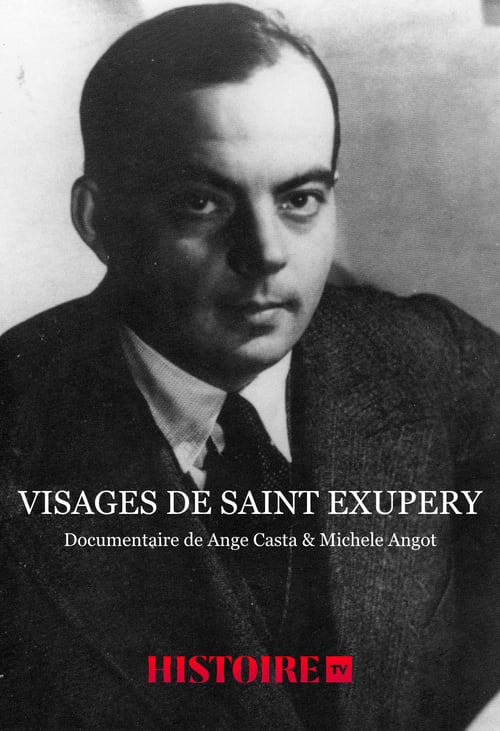 VISAGES DE SAINT EXUPERY
Documentaire de Ange Casta & Michele Angot
HISTOIRE TV